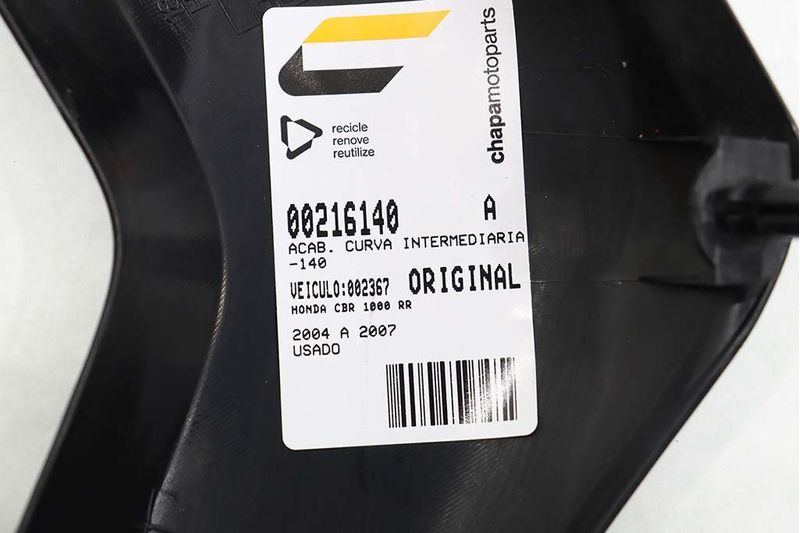 chapamotoparts
recicle
renove
reutilize
00216140 A
ACAB. CURVA INTERMEDIARIA
-140
VEICULO:002367 ORIGINAL
HONDA CBR 1000 RR
2004 A 2007
USADO